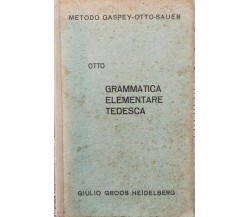 METODO GASPEY-OTTO-SAUER
OTTO
GRAMMATICA
ELEMENTARE
TEDESCA
GIULIO GROOS HEIDELBERG